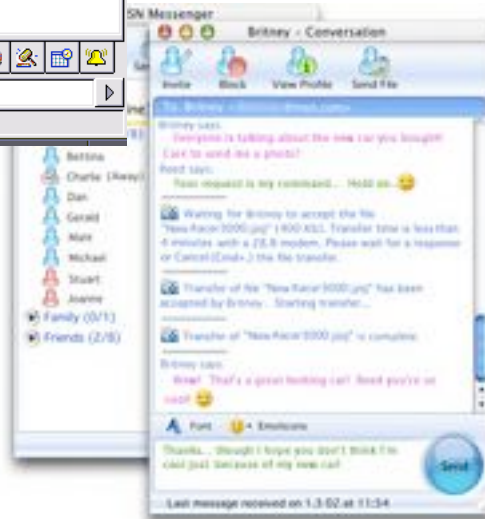 SN Messenger
Britney - Conversation
Invite Block View Profile Send File
To: Britney
Britney says:
Everyone is talking about the new car you bought!
Care to send me a photo?
Reed says:
Your request is my command... Hold on..
Waiting for Britney to accept the file
"New Racer3000.jpg" (400 Kb). Transfer time is less than
4 minutes with a 28.8 modem. Please wait for a response
or Cancel (Cmd+.) the file transfer.
Transfer of file "New Racer3000.jpg" has been
accepted by Britney. Starting transfer...
Transfer of "New Racer3000.jpg" is complete.
Britney says:
Wow! That's a great looking car! Reed you're so
cool!
Font Emoticons
Thanks... though I hope you don't think I'm
cool just because of my new car!
Send
Last message received on 1.3.02 at 11:54
Bettina
Charlie (Away)
Dan
Gerald
Michael
Stuart
Joanne
Family (0/1)
Friends (2/8)